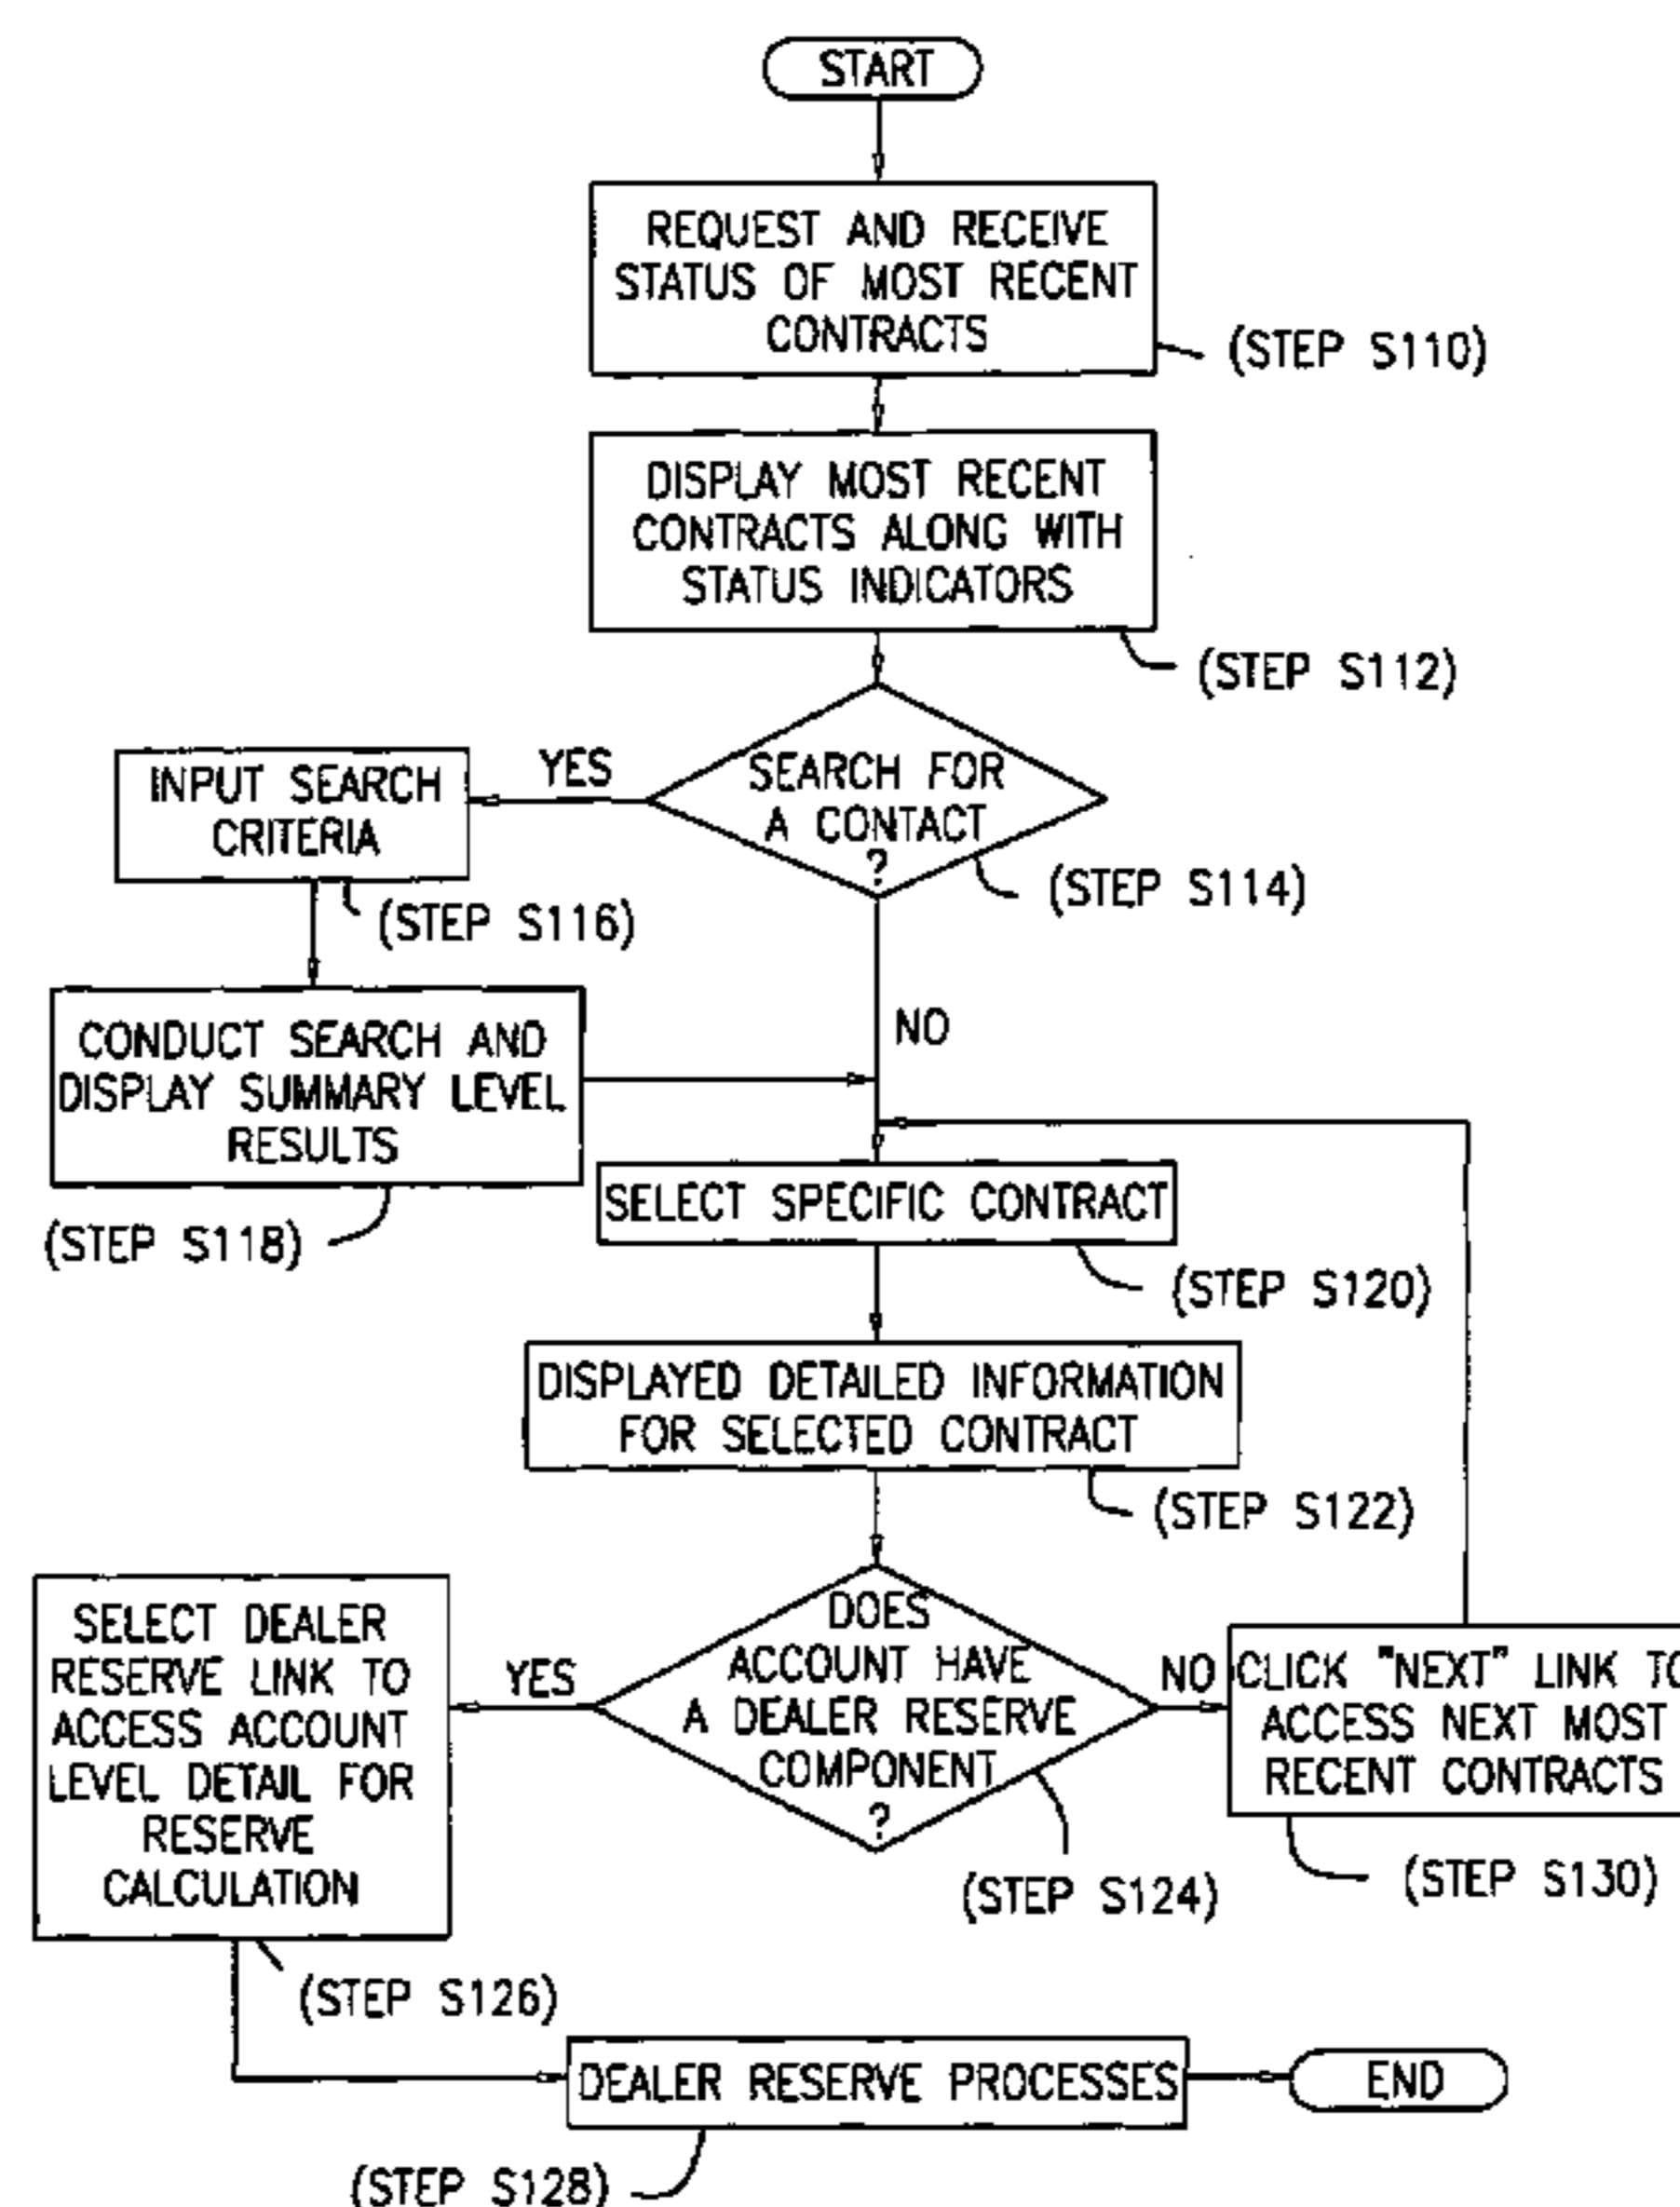 START
REQUEST AND RECEIVE
STATUS OF MOST RECENT
CONTRACTS
(STEP S110)
DISPLAY MOST RECENT
CONTRACTS ALONG WITH
STATUS INDICATORS
(STEP S112)
SEARCH FOR
A CONTACT
?
(STEP S114)
YES
INPUT SEARCH
CRITERIA
(STEP S116)
CONDUCT SEARCH AND
DISPLAY SUMMARY LEVEL
RESULTS
(STEP S118)
NO
SELECT SPECIFIC CONTRACT
(STEP S120)
DISPLAYED DETAILED INFORMATION
FOR SELECTED CONTRACT
(STEP S122)
DOES
ACCOUNT HAVE
A DEALER RESERVE
COMPONENT
?
(STEP S124)
YES
SELECT DEALER
RESERVE LINK TO
ACCESS ACCOUNT
LEVEL DETAIL FOR
RESERVE
CALCULATION
(STEP S126)
NO
CLICK "NEXT" LINK TO
ACCESS NEXT MOST
RECENT CONTRACTS
(STEP S130)
DEALER RESERVE PROCESSES
(STEP S128)
END